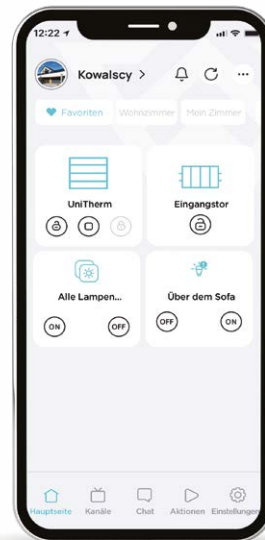 12:22
Kowalscy >
Favoriten Wohnzimmer Mein Zimmer
UniTherm Eingangstor
Alle Lampen... Über dem Sofa
ON OFF OFF ON
Hauptseite Kanäle Chat Aktionen Einstellungen